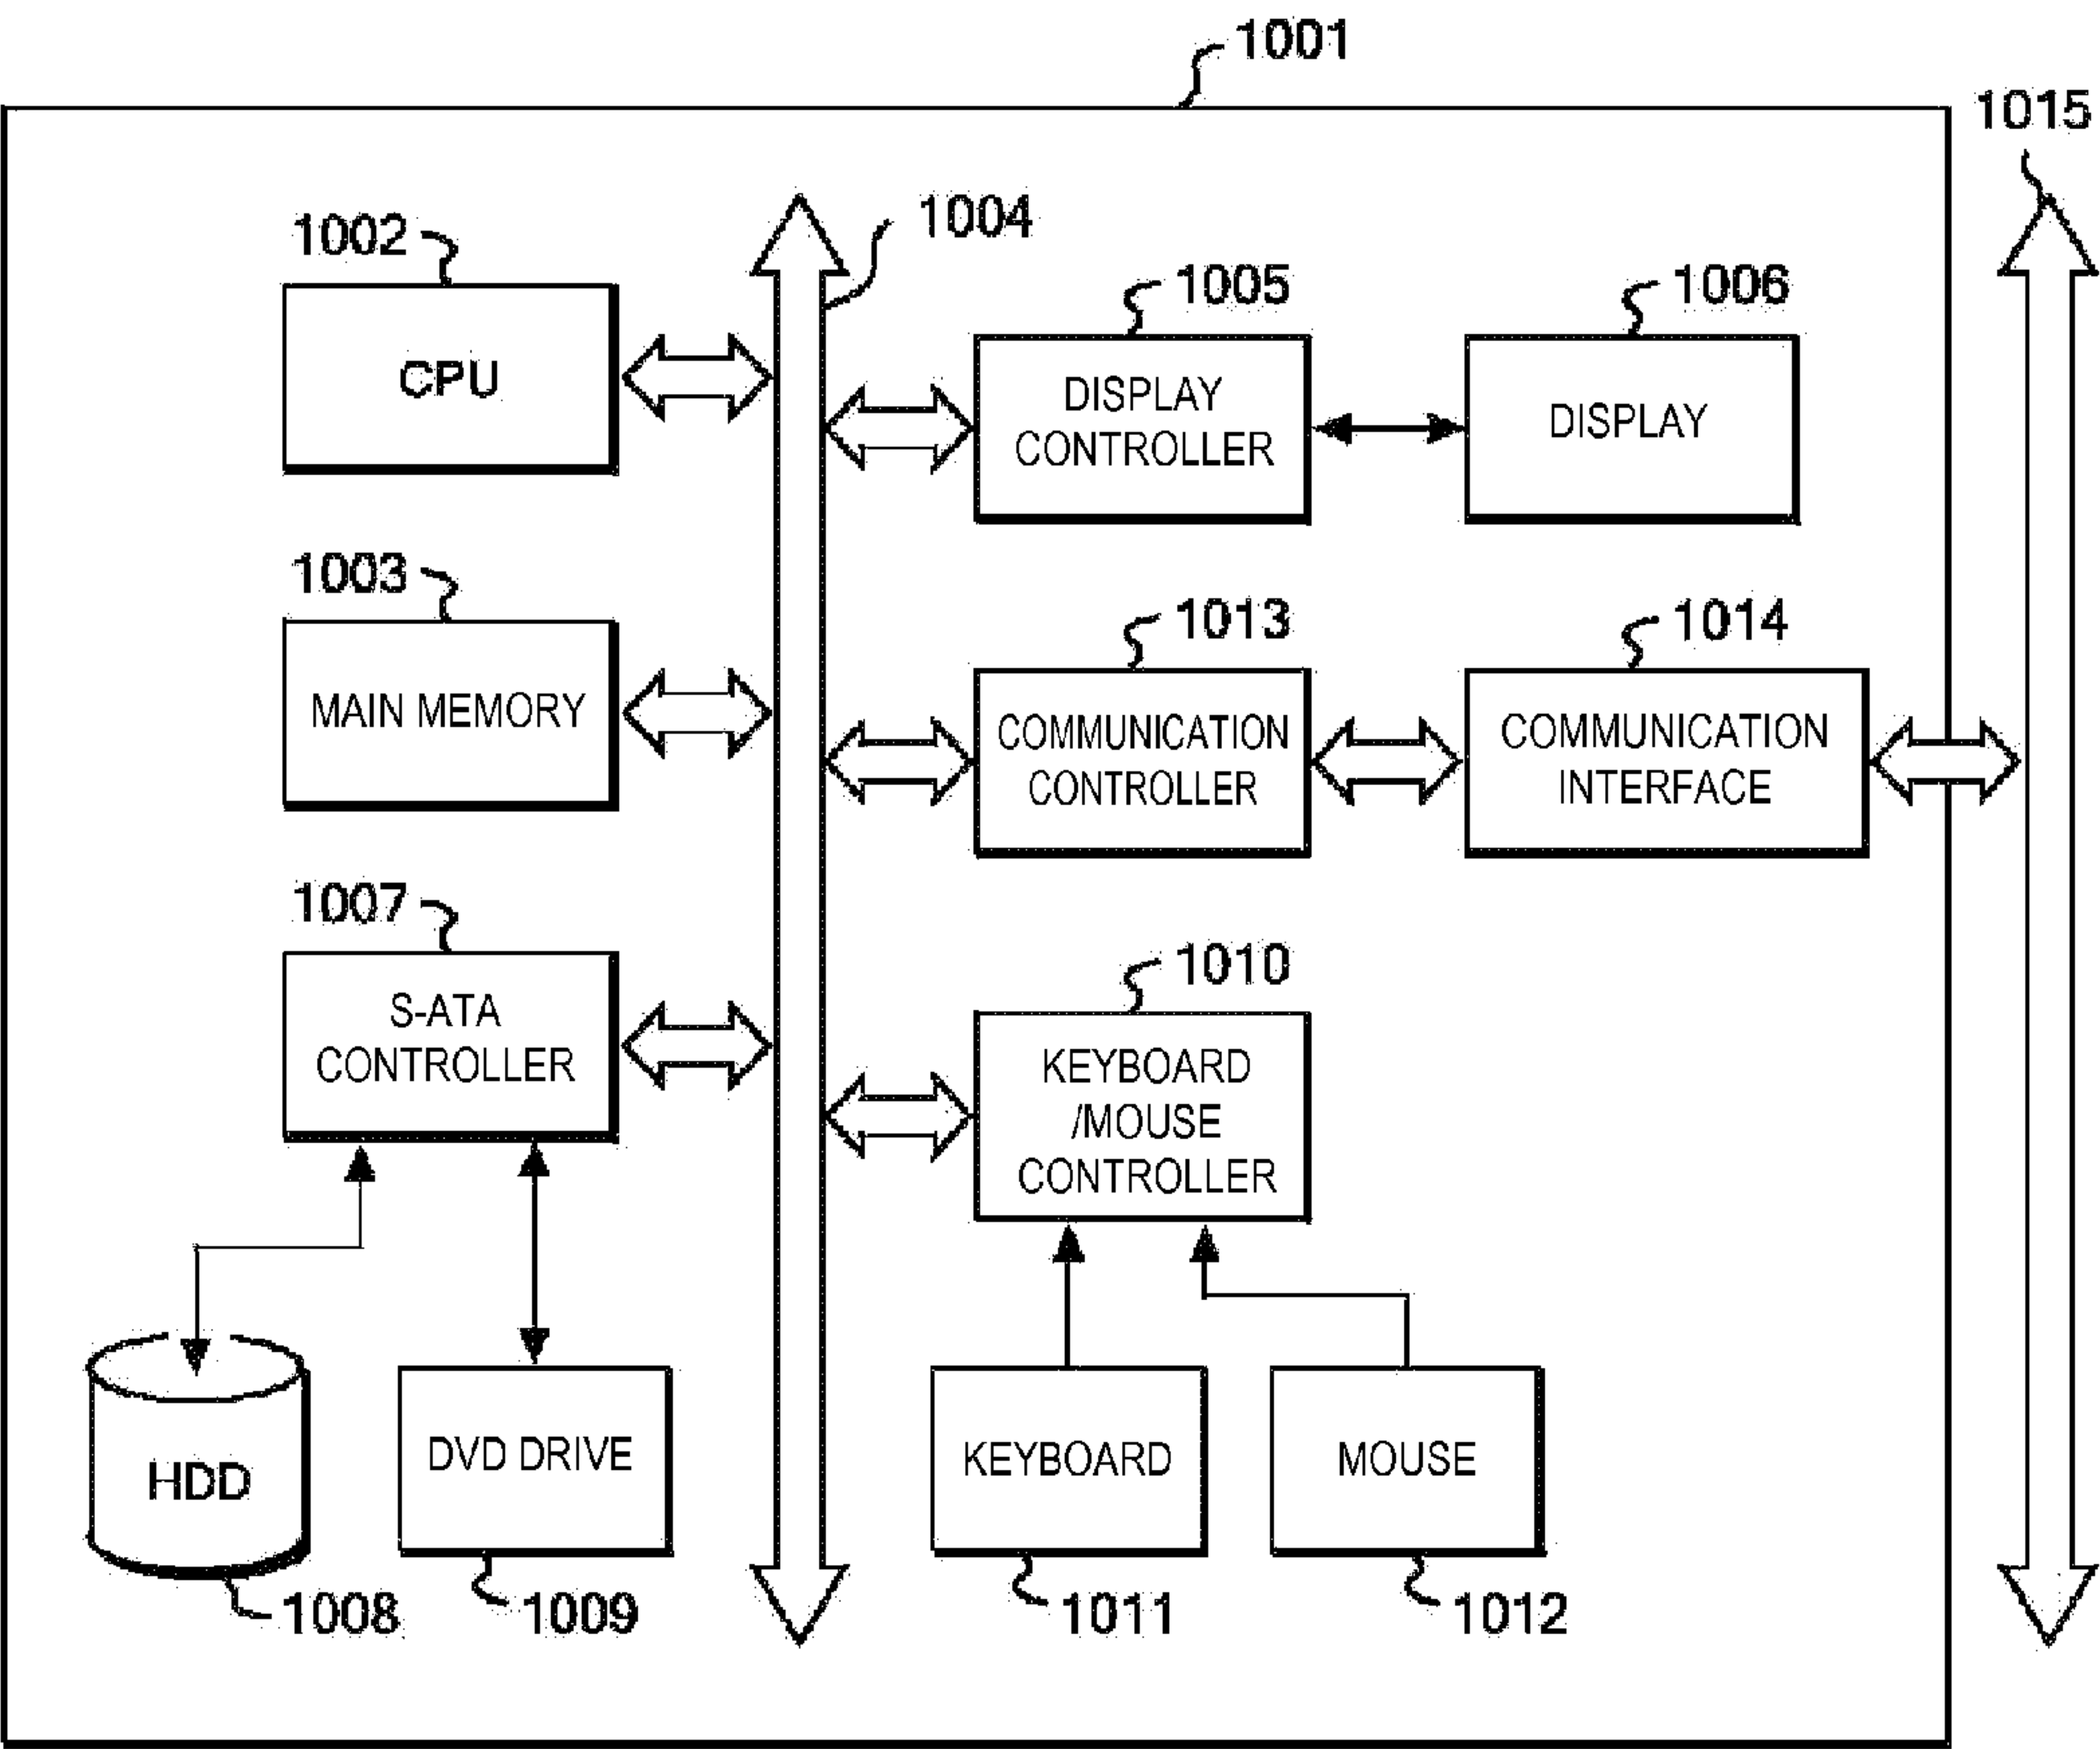 1001
1015
1002
1004
1005
1006
CPU
DISPLAY
CONTROLLER
DISPLAY
1003
1013
1014
MAIN MEMORY
COMMUNICATION
CONTROLLER
COMMUNICATION
INTERFACE
1007
1010
S-ATA
CONTROLLER
KEYBOARD
/MOUSE
CONTROLLER
HDD
DVD DRIVE
KEYBOARD
MOUSE
1008
1009
1011
1012